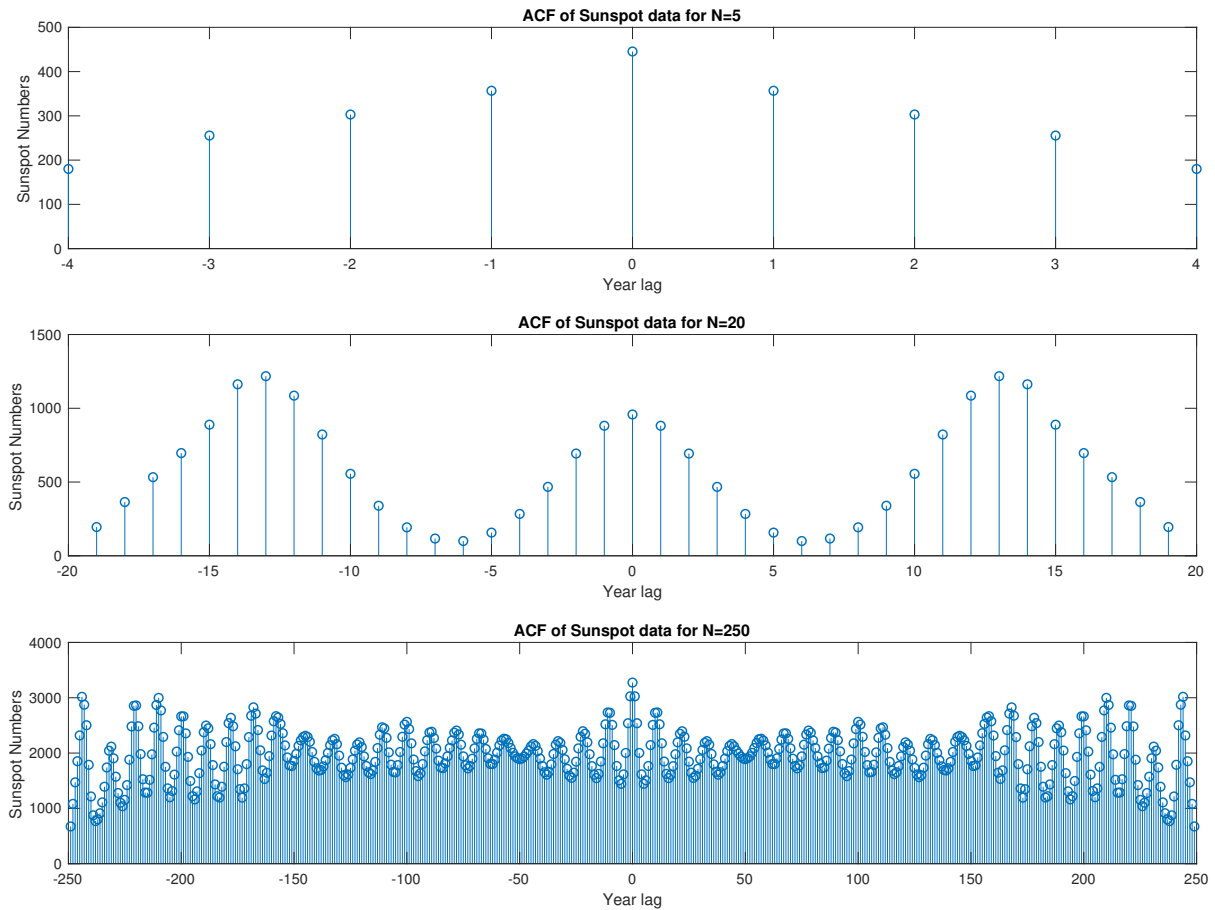 ACF of Sunspot data for N=5
500
400
300
200
100
0
Sunspot Numbers
-4 -3 -2 -1 0 1 2 3 4
Year lag
ACF of Sunspot data for N=20
1500
1000
500
0
Sunspot Numbers
-20 -15 -10 -5 0 5 10 15 20
Year lag
ACF of Sunspot data for N=250
4000
3000
2000
1000
0
Sunspot Numbers
-250 -200 -150 -100 -50 0 50 100 150 200 250
Year lag